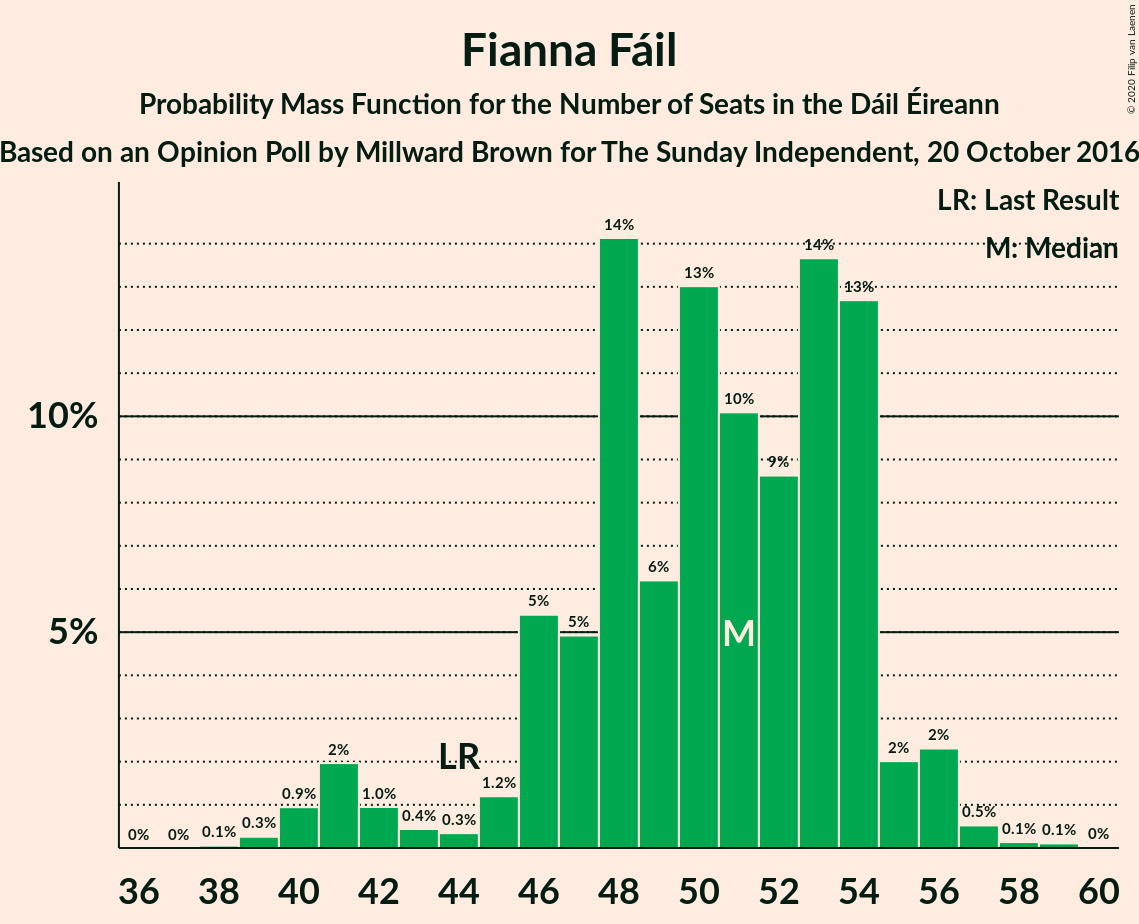 Fianna Fáil
Probability Mass Function for the Number of Seats in the Dáil Éireann
Based on an Opinion Poll by Millward Brown for The Sunday Independent, 20 October 2016
© 2020 Filip van Laenen
LR: Last Result
M: Median
10%
5%
0% 0% 0.1% 0.3% 0.9% 2% 1.0% 0.4% 0.3% 1.2% 5% 5% 14% 6% 13% 10% 9% 14% 13% 2% 2% 0.5% 0.1% 0.1% 0%
LR
M
36 38 40 42 44 46 48 50 52 54 56 58 60